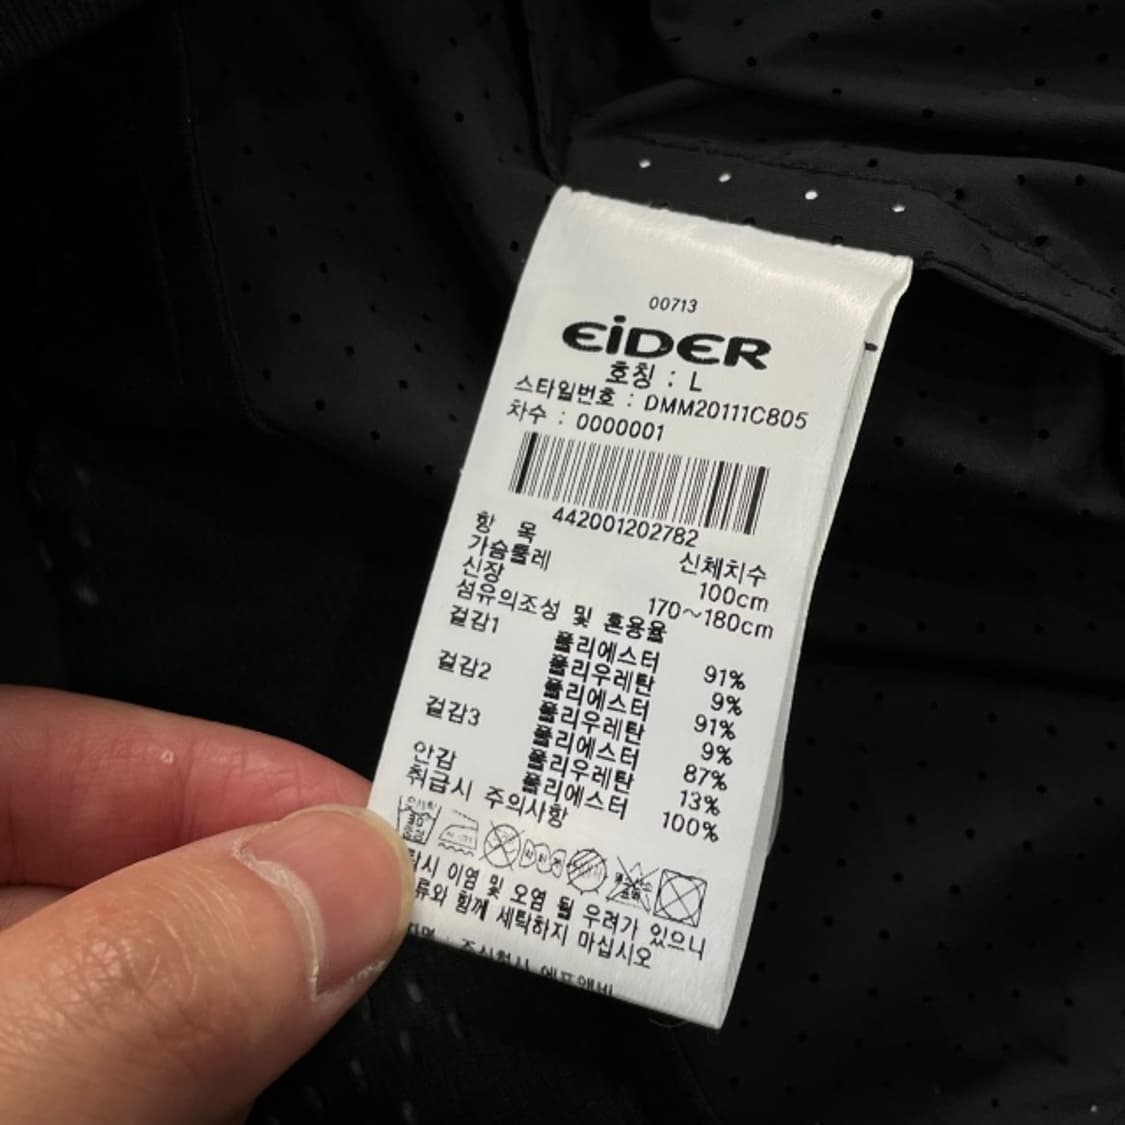 00713
EiDER
호칭 : L
스타일번호 : DMM20111C805
차수 : 0000001
442001202782
항 목 신체치수
가슴둘레 100cm
신장 170~180cm
섬유의조성 및 혼용율
겉감1 폴리에스터 91%
폴리우레탄 9%
겉감2 폴리에스터 91%
폴리우레탄 9%
겉감3 폴리에스터 87%
폴리우레탄 13%
안감 폴리에스터 100%
취급시 주의사항
이염 및 오염 될 우려가 있으니
함께 세탁하지 마십시오